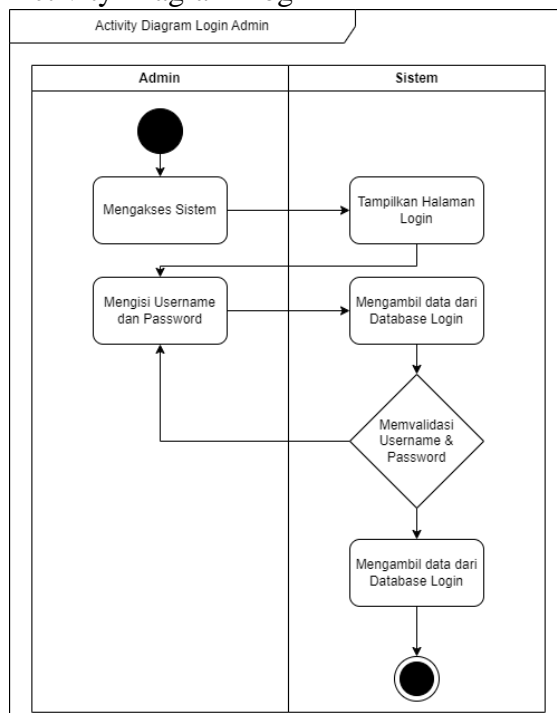 Activity Diagram Login Admin
Admin
Sistem
Mengakses Sistem
Tampilkan Halaman
Login
Mengisi Username
dan Password
Mengambil data dari
Database Login
Memvalidasi
Username &
Password
Mengambil data dari
Database Login